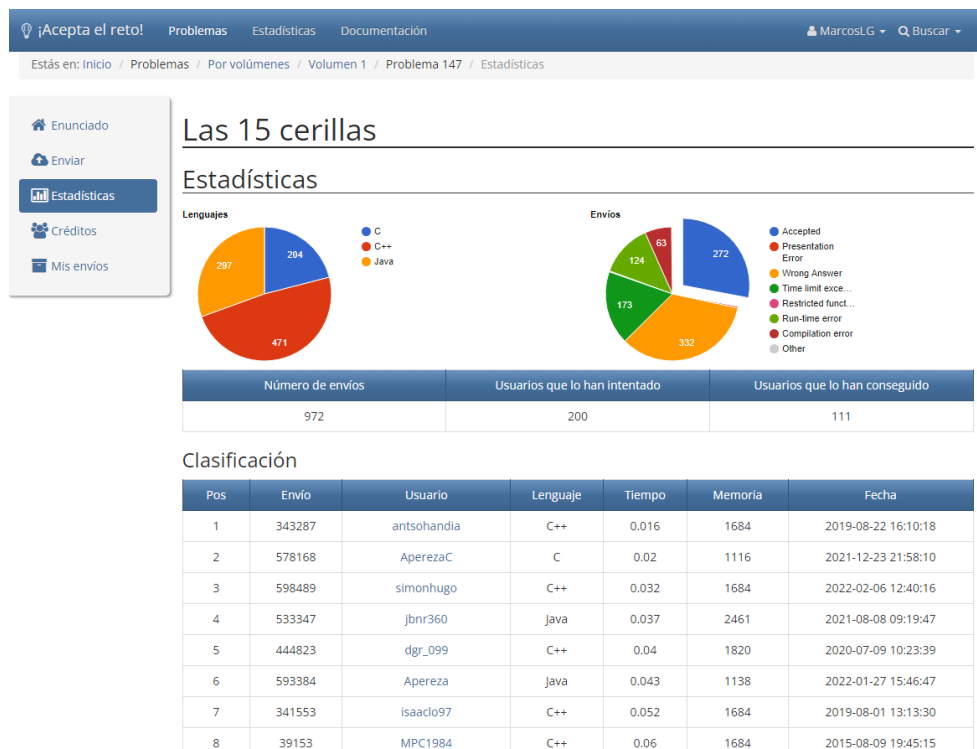 ¡Acepta el reto! Problemas Estadísticas Documentación MarcosLG Buscar
Estás en: Inicio / Problemas / Por volúmenes / Volumen 1 / Problema 147 / Estadísticas
Enunciado
Enviar
Estadísticas
Créditos
Mis envíos
Las 15 cerillas
Estadísticas
Lenguajes
204
297
471
C
C++
Java
Envíos
63
272
124
173
332
Accepted
Presentation
Error
Wrong Answer
Time limit exce...
Restricted funct...
Run-time error
Compilation error
Other
Número de envíos Usuarios que lo han intentado Usuarios que lo han conseguido
972 200 111
Clasificación
Pos Envío Usuario Lenguaje Tiempo Memoria Fecha
1 343287 antsohandia C++ 0.016 1684 2019-08-22 16:10:18
2 578168 AperezaC C 0.02 1116 2021-12-23 21:58:10
3 598489 simonhugo C++ 0.032 1684 2022-02-06 12:40:16
4 533347 jbnr360 Java 0.037 2461 2021-08-08 09:19:47
5 444823 dgr_099 C++ 0.04 1820 2020-07-09 10:23:39
6 593384 Apereza Java 0.043 1138 2022-01-27 15:46:47
7 341553 isaaclo97 C++ 0.052 1684 2019-08-01 13:13:30
8 39153 MPC1984 C++ 0.06 1684 2015-08-09 19:45:15